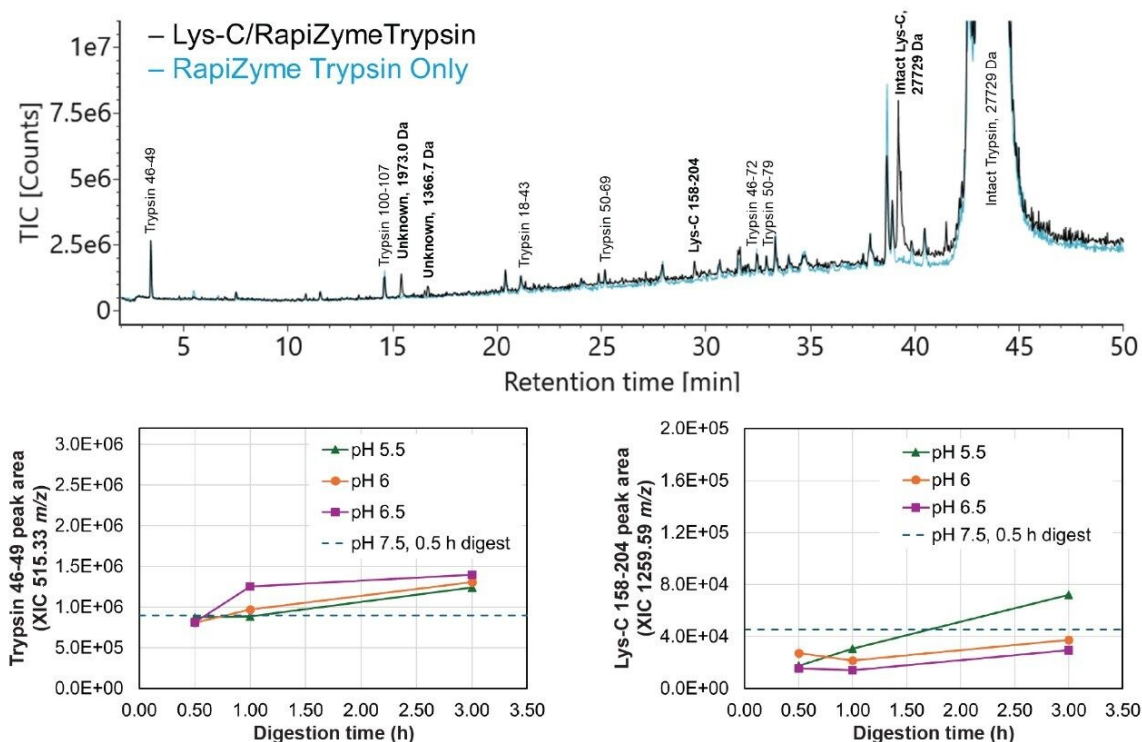 – Lys-C/RapiZymeTrypsin
– RapiZyme Trypsin Only
TIC [Counts]
1e7
7.5e6
5e6
2.5e6
0
Trypsin 46-49
Trypsin 100-107
Unknown, 1973.0 Da
Unknown, 1366.7 Da
Trypsin 18-43
Trypsin 50-69
Lys-C 158-204
Trypsin 46-72
Trypsin 50-79
Intact Lys-C,
27729 Da
Intact Trypsin, 27729 Da
5 10 15 20 25 30 35 40 45 50
Retention time [min]
Trypsin 46-49 peak area
(XIC 515.33 m/z)
3.0E+06
2.5E+06
2.0E+06
1.5E+06
1.0E+06
5.0E+05
0.0E+00
pH 5.5
pH 6
pH 6.5
pH 7.5, 0.5 h digest
0.00 0.50 1.00 1.50 2.00 2.50 3.00 3.50
Digestion time (h)
Lys-C 158-204 peak area
(XIC 1259.59 m/z)
2.0E+05
1.6E+05
1.2E+05
8.0E+04
4.0E+04
0.0E+00
pH 5.5
pH 6
pH 6.5
pH 7.5, 0.5 h digest
0.00 0.50 1.00 1.50 2.00 2.50 3.00 3.50
Digestion time (h)